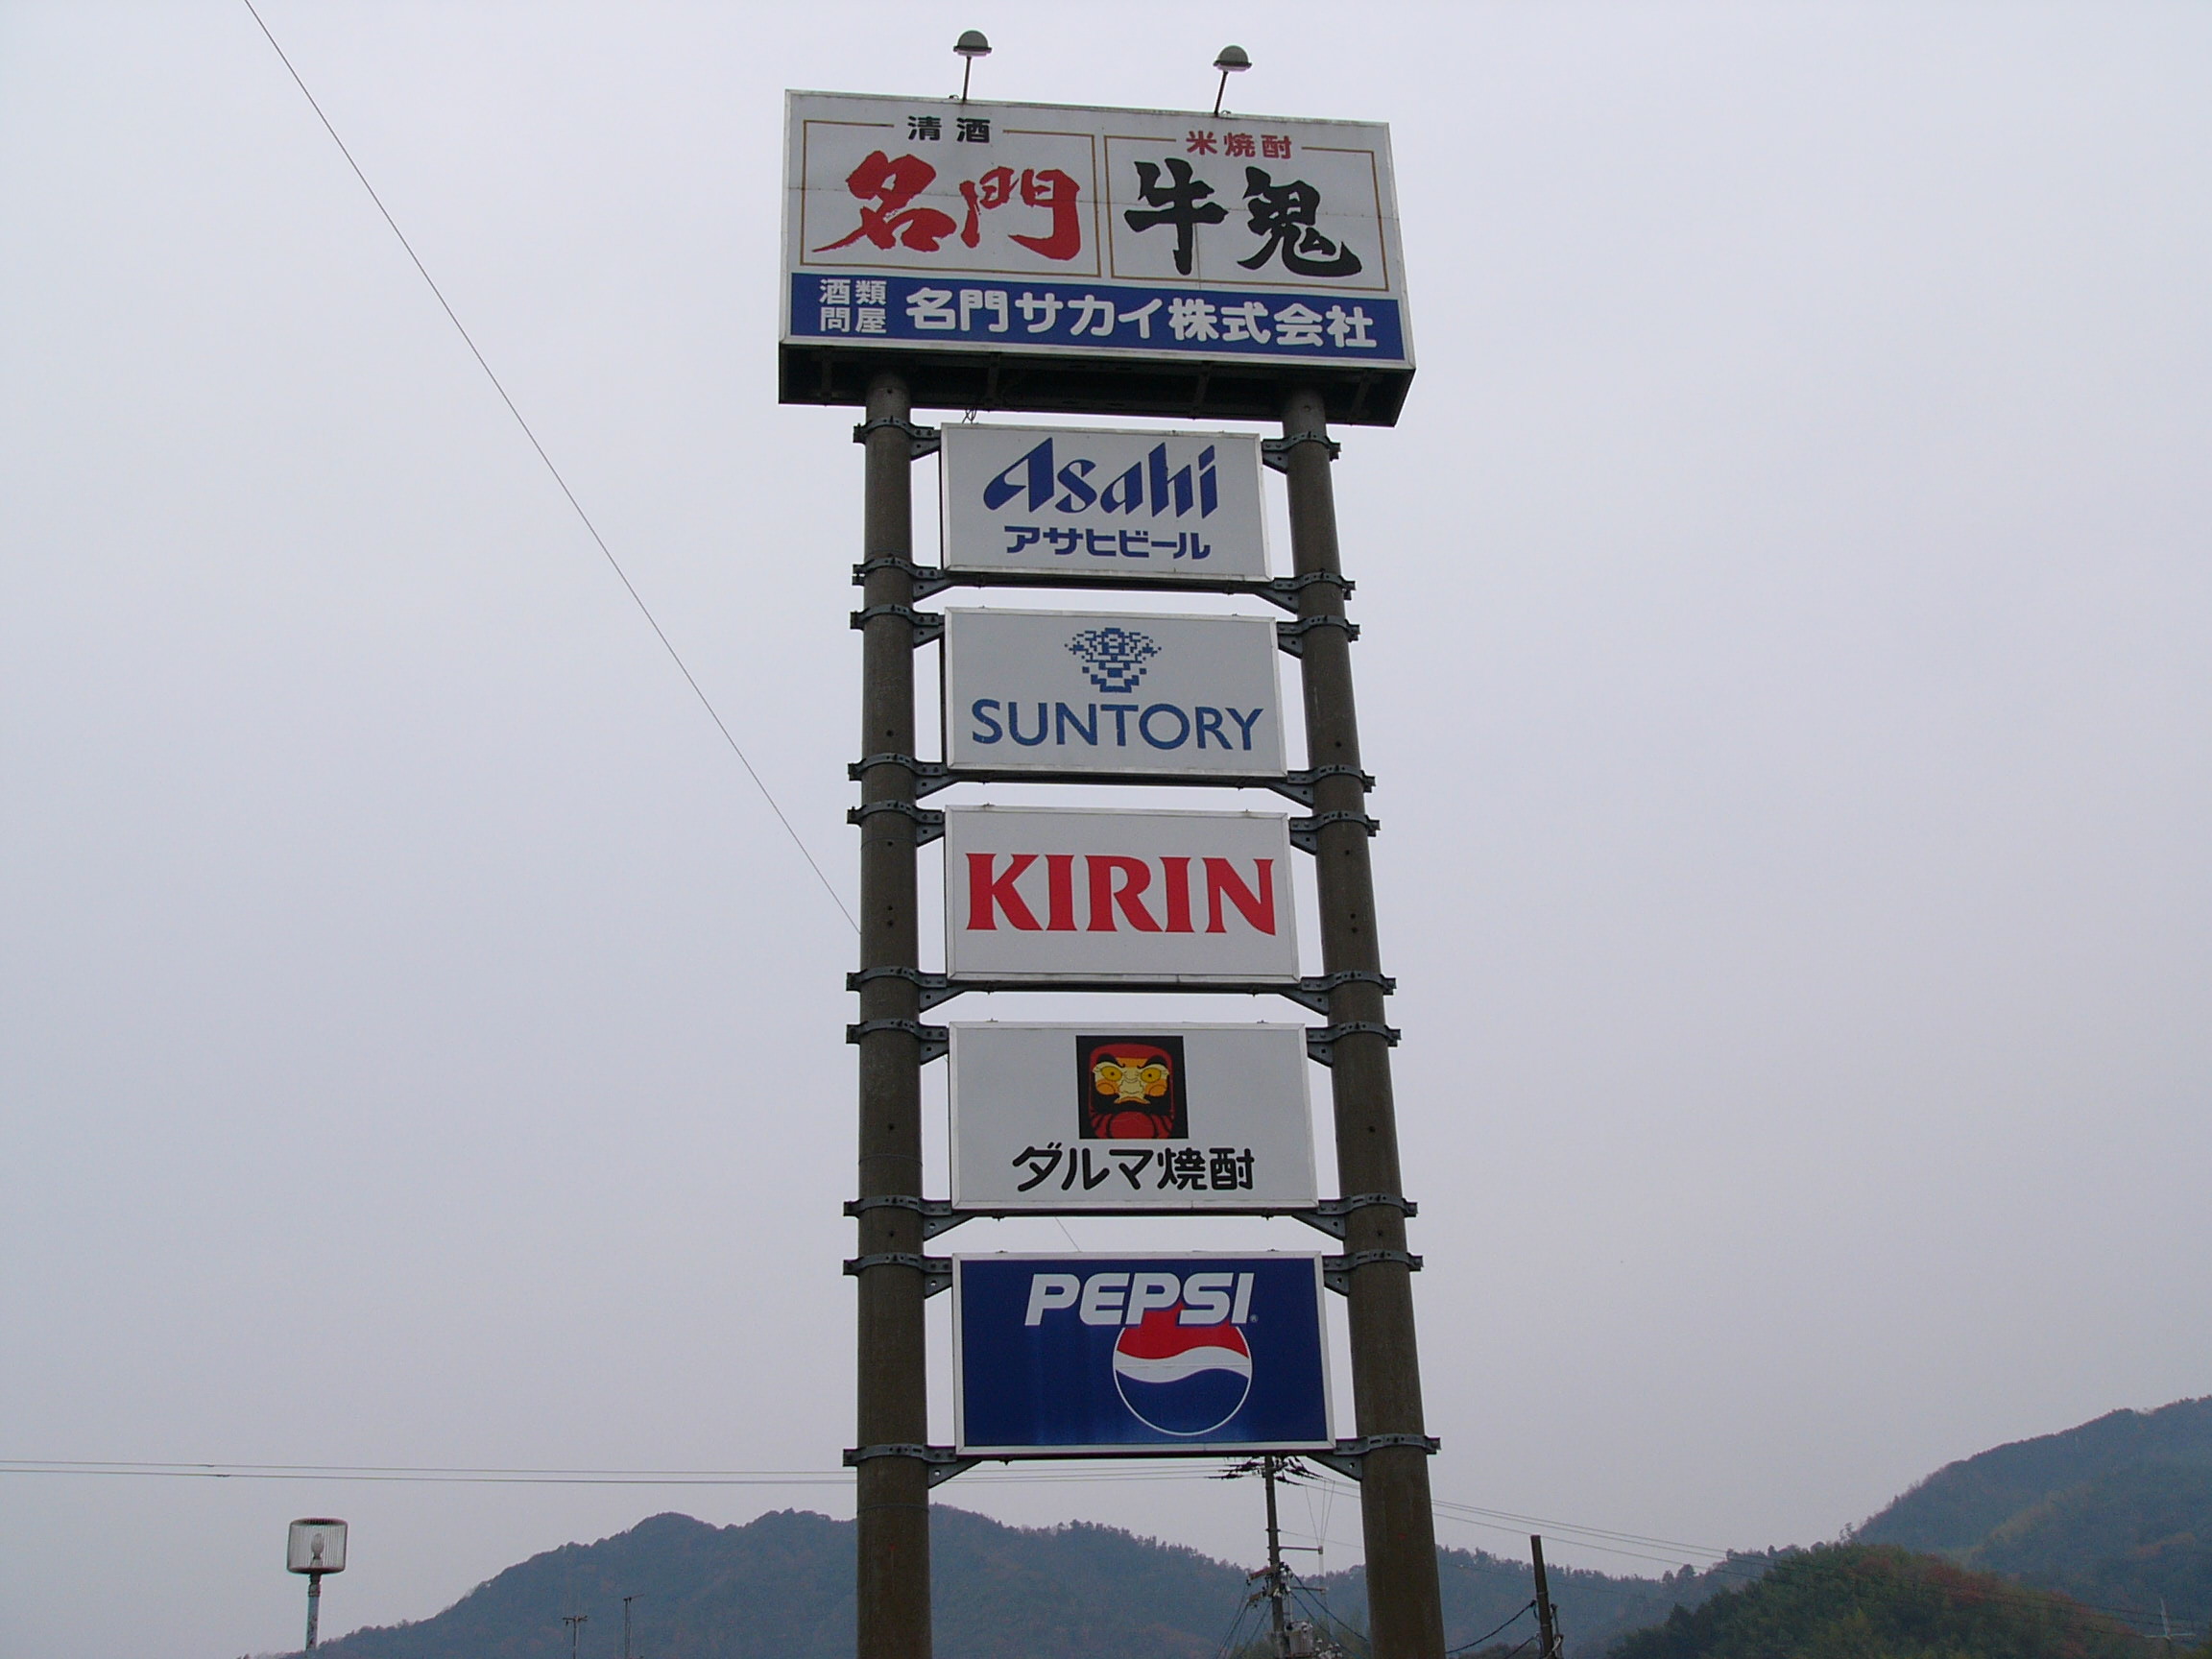 清酒
名門
米焼酎
牛鬼
酒類
問屋
名門サカイ株式会社
Asahi
アサヒビール
SUNTORY
KIRIN
ダルマ焼酎
PEPSI